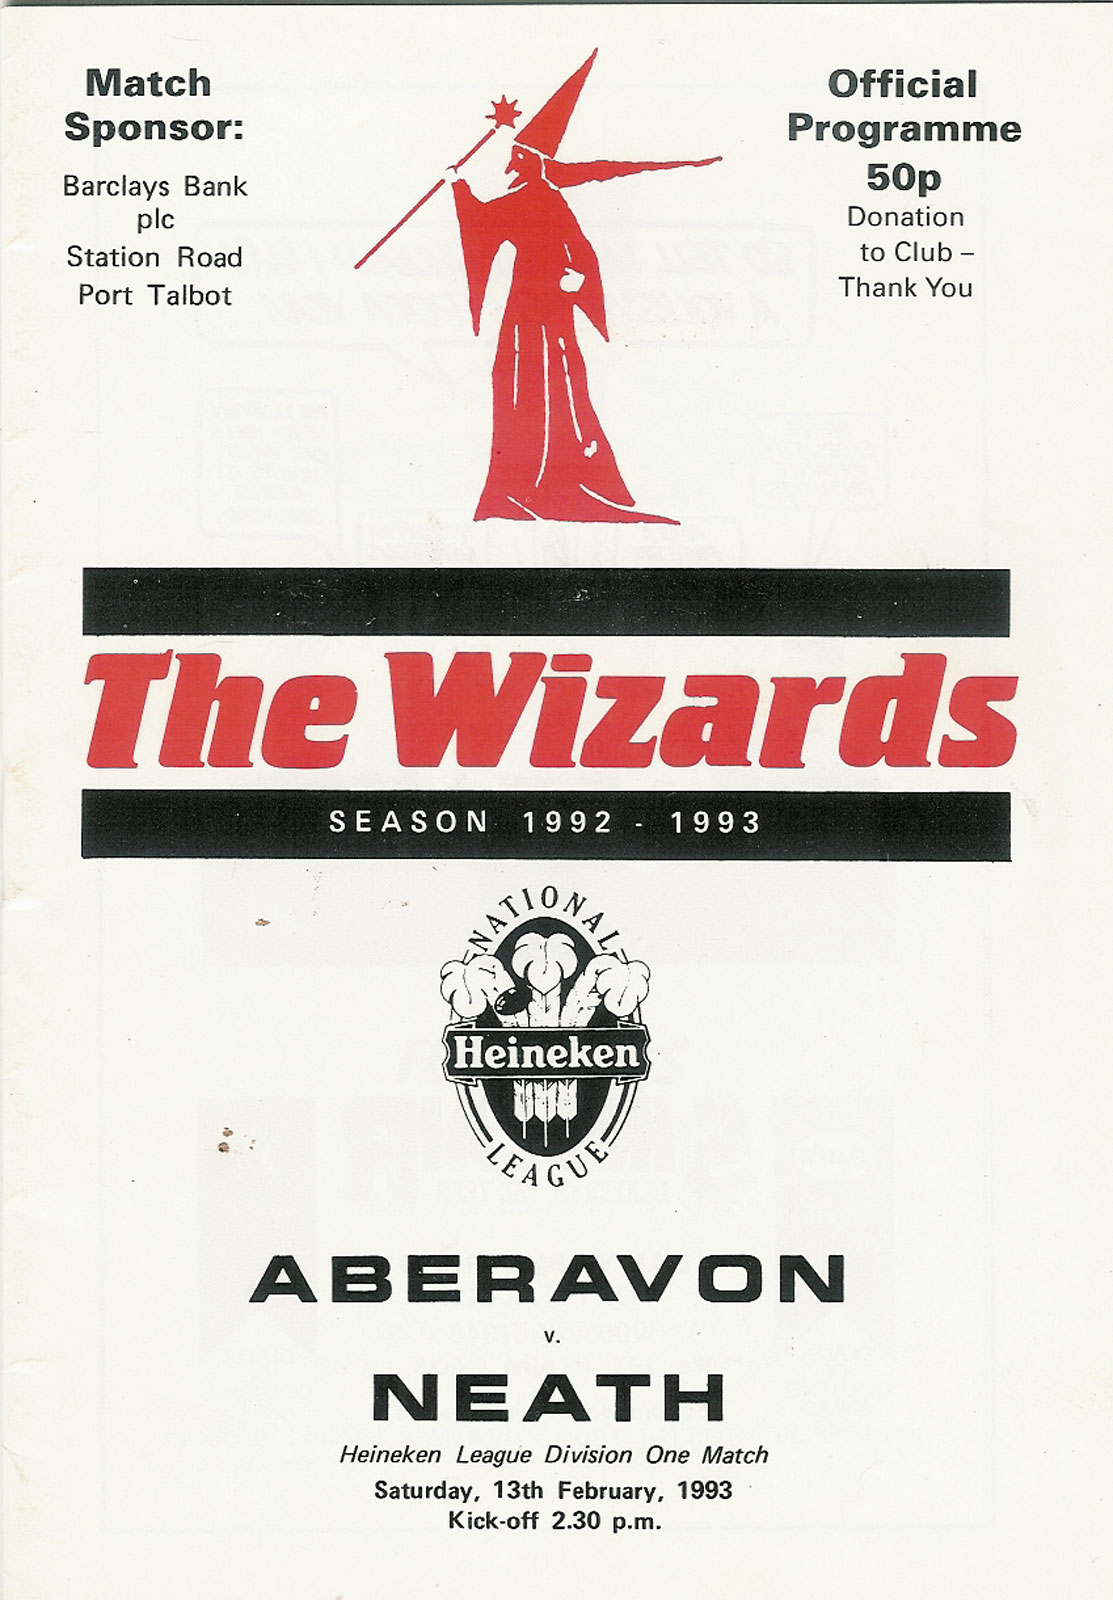 Match
Sponsor:
Barclays Bank
plc
Station Road
Port Talbot
Official
Programme
50p
Donation
to Club –
Thank You
The Wizards
SEASON 1992 - 1993
NATIONAL
Heineken
LEAGUE
ABERAVON
v.
NEATH
Heineken League Division One Match
Saturday, 13th February, 1993
Kick-off 2.30 p.m.